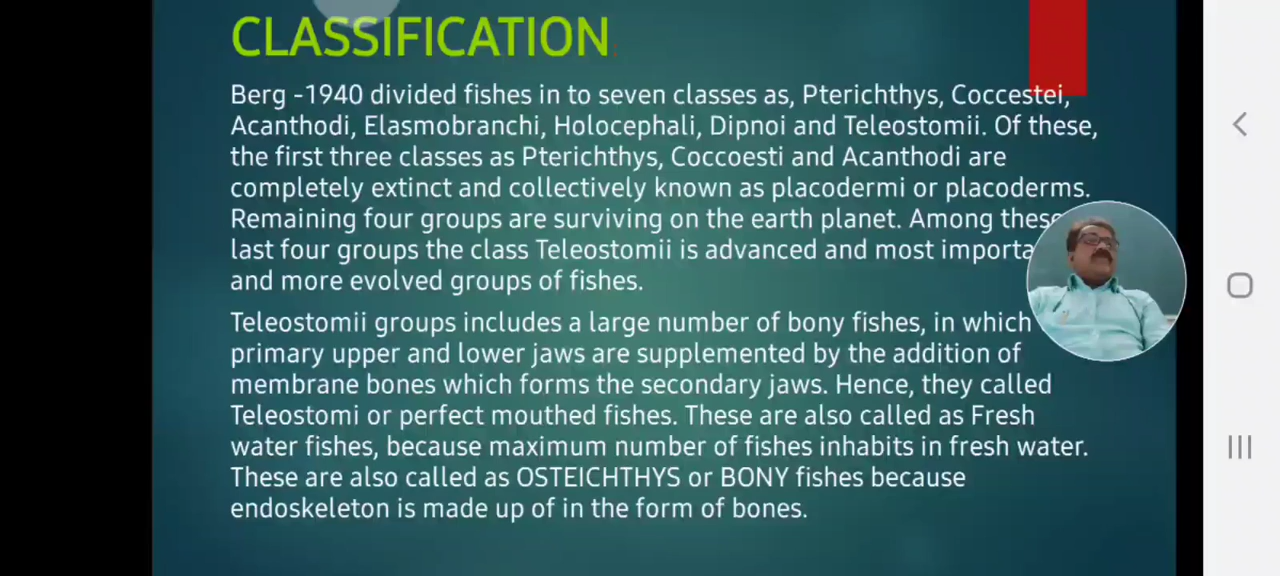 CLASSIFICATION
Berg -1940 divided fishes in to seven classes as, Pterichthys, Coccestei,
Acanthodi, Elasmobranchi, Holocephali, Dipnoi and Teleostomii. Of these,
the first three classes as Pterichthys, Coccoesti and Acanthodi are
completely extinct and collectively known as placodermi or placoderms.
Remaining four groups are surviving on the earth planet. Among these
last four groups the class Teleostomii is advanced and most importa
and more evolved groups of fishes.
Teleostomii groups includes a large number of bony fishes, in which
primary upper and lower jaws are supplemented by the addition of
membrane bones which forms the secondary jaws. Hence, they called
Teleostomi or perfect mouthed fishes. These are also called as Fresh
water fishes, because maximum number of fishes inhabits in fresh water.
These are also called as OSTEICHTHYS or BONY fishes because
endoskeleton is made up of in the form of bones.